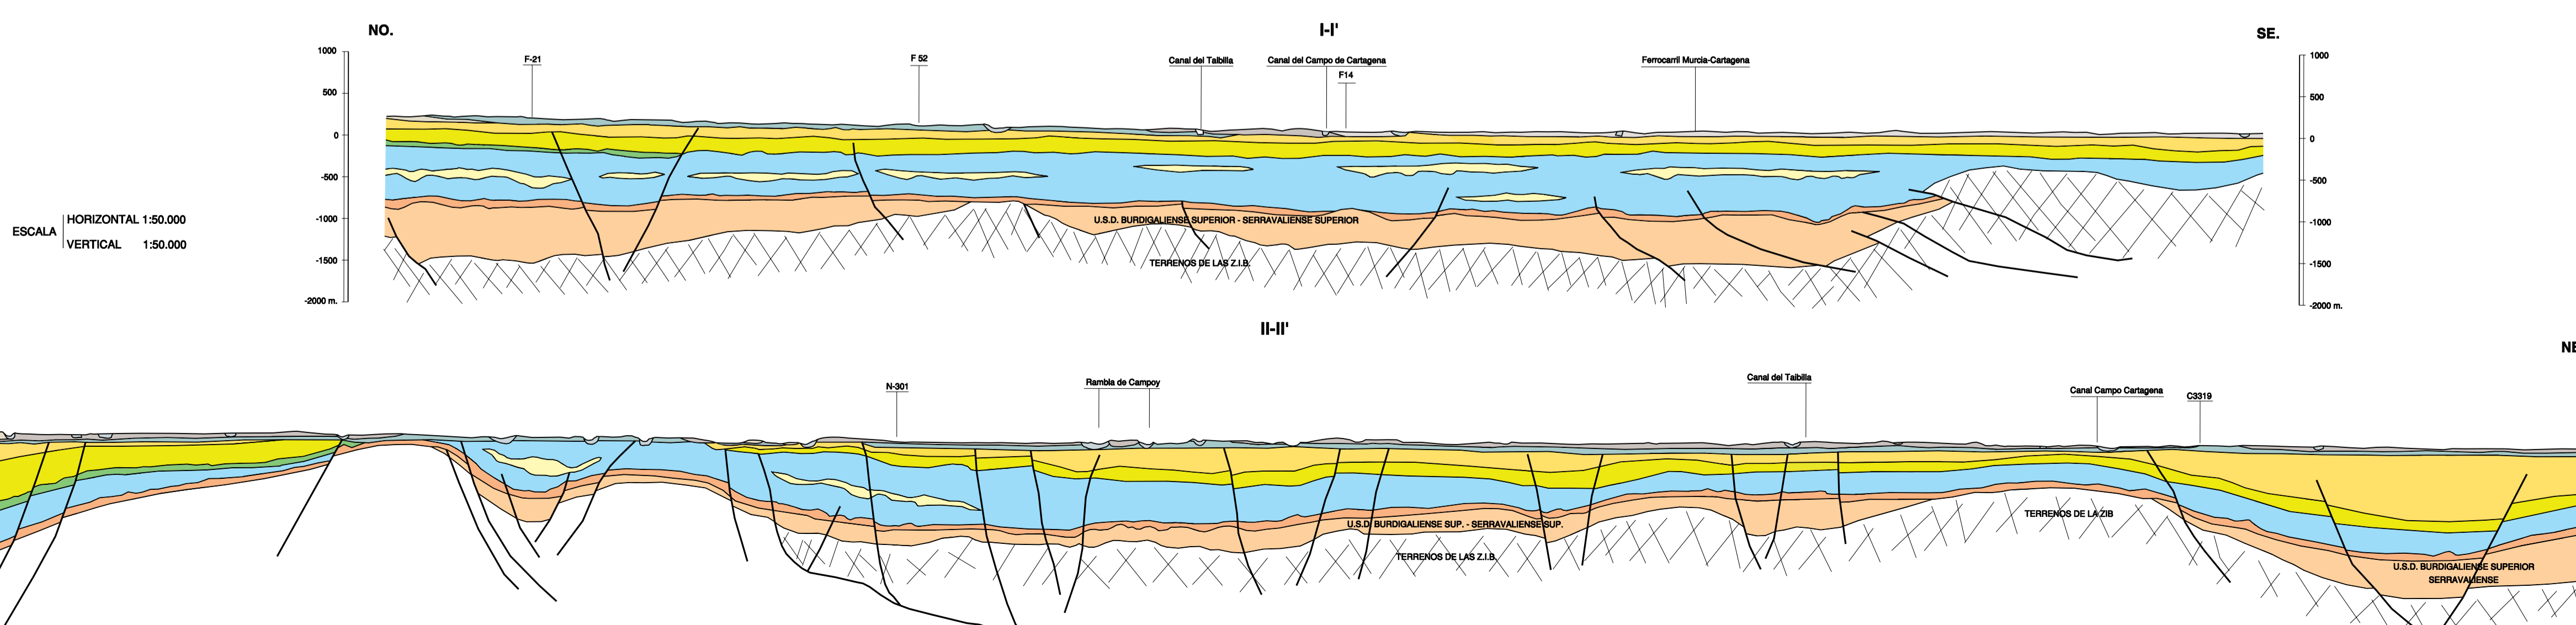 NO.
I-I'
SE.
F-21
F 52
Canal del Taibilla
Canal del Campo de Cartagena
F14
Ferrocarril Murcia-Cartagena
1000
500
0
-500
-1000
-1500
-2000 m.
1000
500
0
-500
-1000
-1500
-2000 m.
ESCALA
HORIZONTAL 1:50.000
VERTICAL 1:50.000
U.S.D. BURDIGALIENSE SUPERIOR - SERRAVALIENSE SUPERIOR
TERRENOS DE LAS Z.I.B.
II-II'
NE
N-301
Rambla de Campoy
Canal del Taibilla
Canal Campo Cartagena
C3319
U.S.D. BURDIGALIENSE SUP. - SERRAVALIENSE SUP.
TERRENOS DE LAS Z.I.B.
TERRENOS DE LA ZIB
U.S.D. BURDIGALIENSE SUPERIOR
SERRAVALIENSE